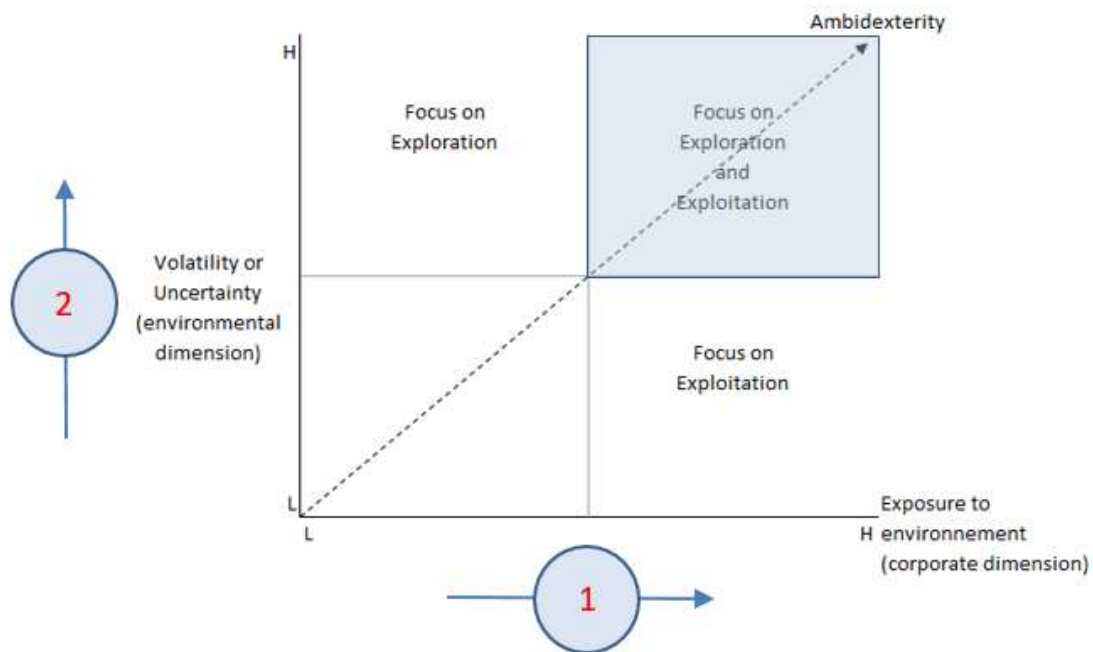 Ambidexterity
H
Focus on
Exploration
Focus on
Exploration
and
Exploitation
2
Volatility or
Uncertainty
(environmental
dimension)
Focus on
Exploitation
L
L
H
Exposure to
environnement
(corporate dimension)
1